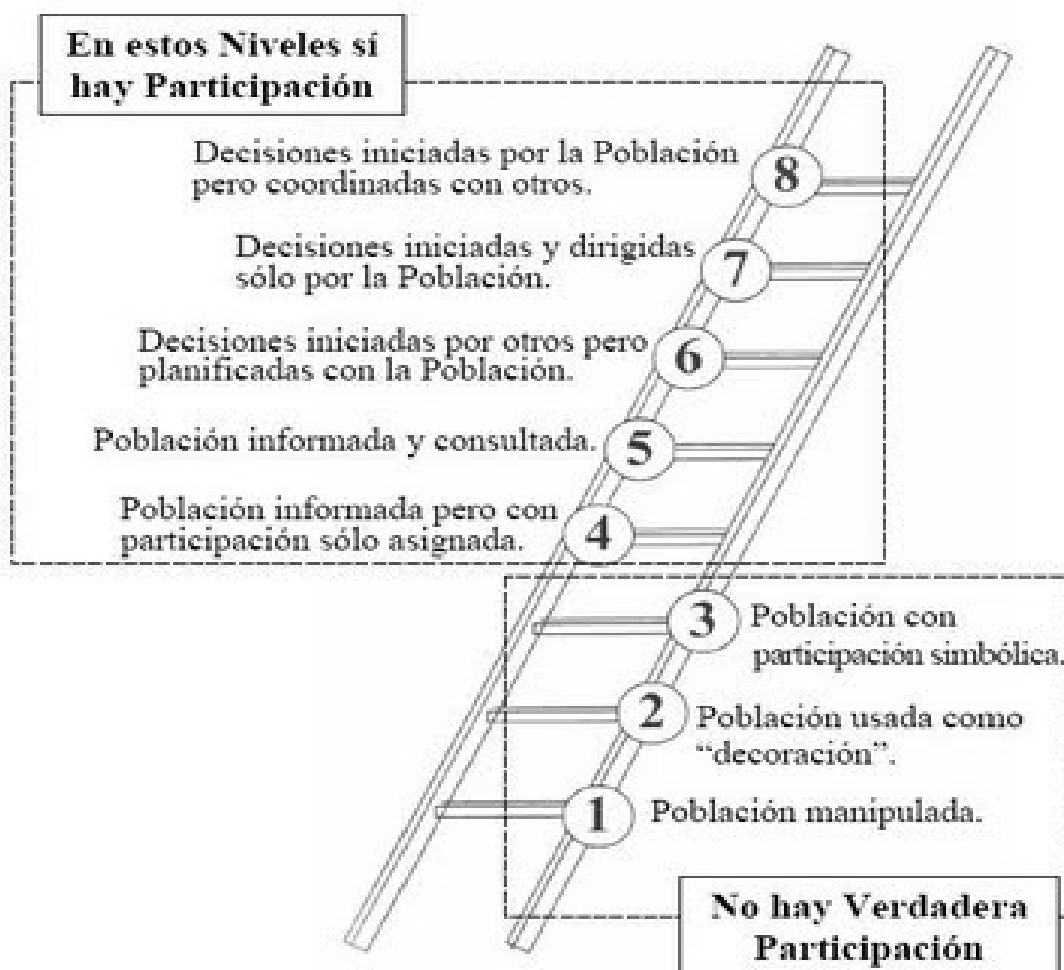 En estos Niveles sí
hay Participación
Decisiones iniciadas por la Población
pero coordinadas con otros.
8
Decisiones iniciadas y dirigidas
sólo por la Población.
7
Decisiones iniciadas por otros pero
planificadas con la Población.
6
Población informada y consultada.
5
Población informada pero con
participación sólo asignada.
4
3
Población con
participación simbólica.
2
Población usada como
“decoración”.
1
Población manipulada.
No hay Verdadera
Participación